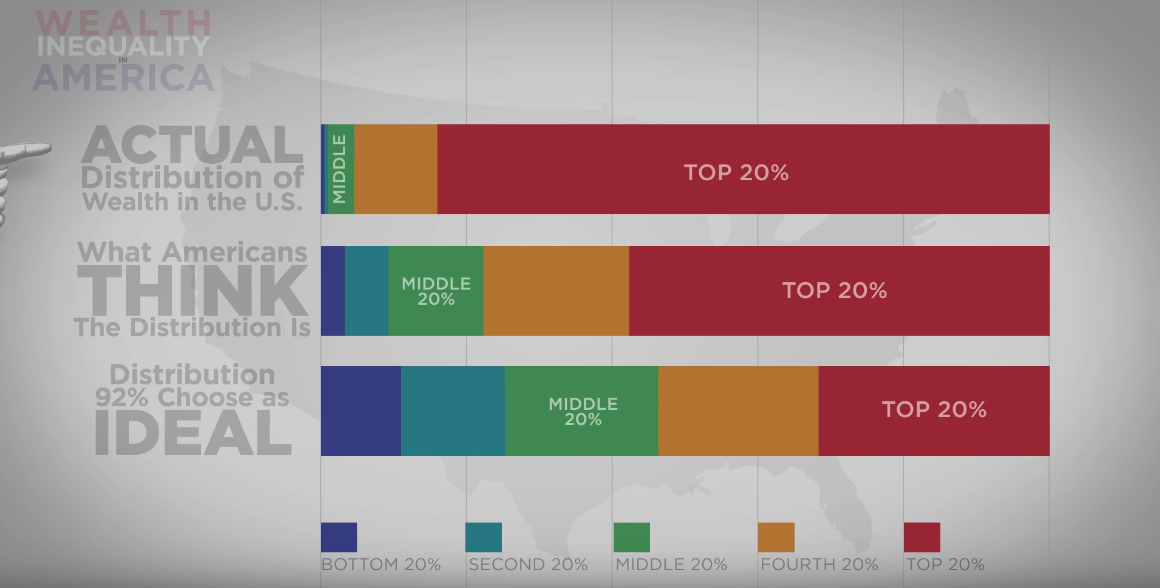 WEALTH
INEQUALITY
IN
AMERICA
ACTUAL
Distribution of
Wealth in the U.S.
MIDDLE
TOP 20%
What Americans
THINK
The Distribution Is
MIDDLE
20%
TOP 20%
Distribution
92% Choose as
IDEAL
MIDDLE
20%
TOP 20%
BOTTOM 20%
SECOND 20%
MIDDLE 20%
FOURTH 20%
TOP 20%